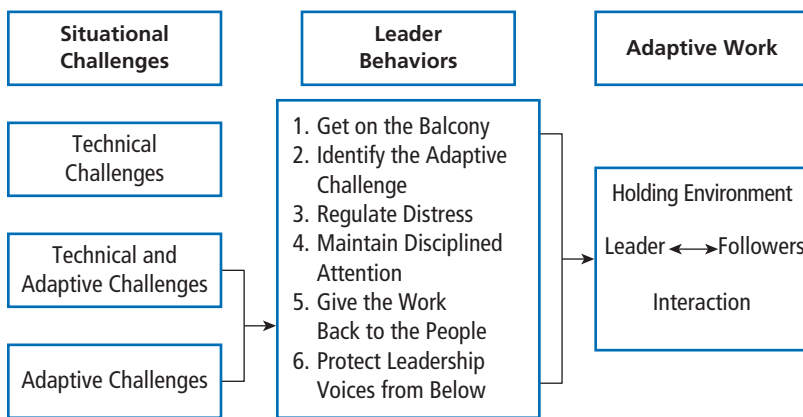 Situational
Challenges
Leader
Behaviors
Adaptive Work
Technical
Challenges
Technical and
Adaptive Challenges
Adaptive Challenges
1. Get on the Balcony
2. Identify the Adaptive
Challenge
3. Regulate Distress
4. Maintain Disciplined
Attention
5. Give the Work
Back to the People
6. Protect Leadership
Voices from Below
Holding Environment
Leader Followers
Interaction